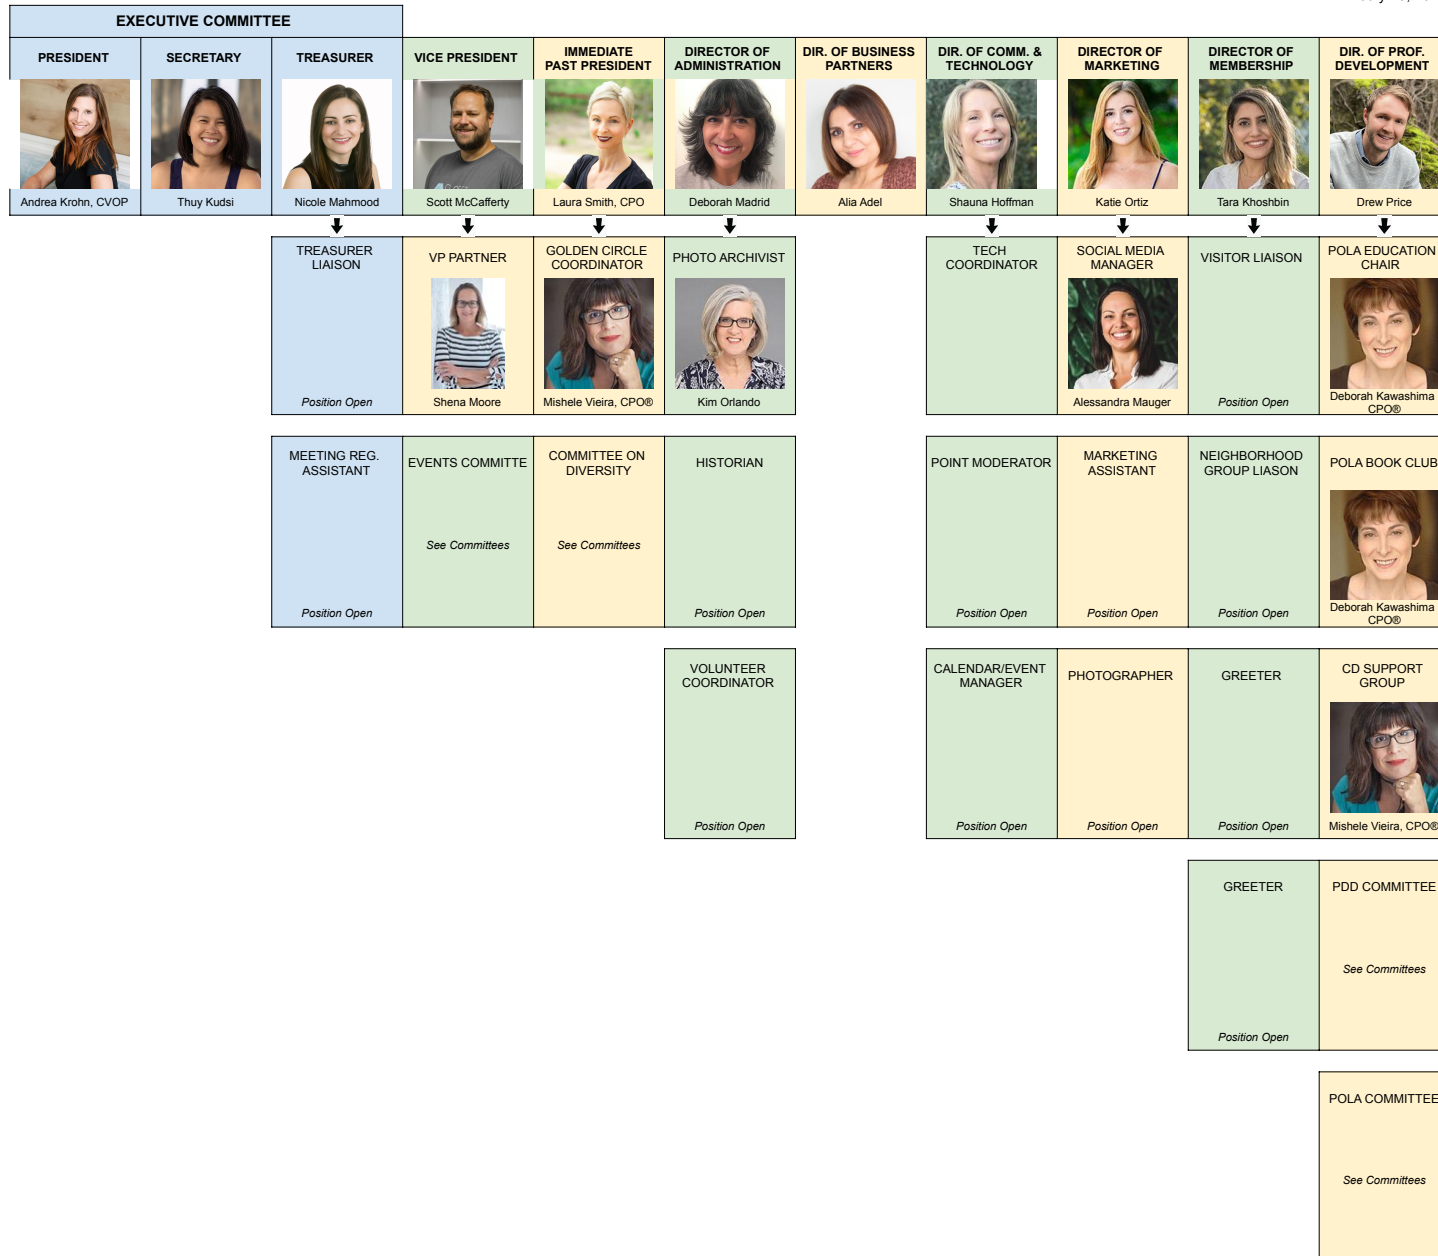 EXECUTIVE COMMITTEE
PRESIDENT
SECRETARY
TREASURER
VICE PRESIDENT
IMMEDIATE
PAST PRESIDENT
DIRECTOR OF
ADMINISTRATION
DIR. OF BUSINESS
PARTNERS
DIR. OF COMM. &
TECHNOLOGY
DIRECTOR OF
MARKETING
DIRECTOR OF
MEMBERSHIP
DIR. OF PROF.
DEVELOPMENT
Andrea Krohn, CVOP
Thuy Kudsi
Nicole Mahmood
Scott McCafferty
Laura Smith, CPO
Deborah Madrid
Alia Adel
Shauna Hoffman
Katie Ortiz
Tara Khoshbin
Drew Price
TREASURER
LIAISON
VP PARTNER
GOLDEN CIRCLE
COORDINATOR
PHOTO ARCHIVIST
TECH
COORDINATOR
SOCIAL MEDIA
MANAGER
VISITOR LIAISON
POLA EDUCATION
CHAIR
Position Open
Shena Moore
Mishele Vieira, CPO®
Kim Orlando
Alessandra Mauger
Position Open
Deborah Kawashima
CPO®
MEETING REG.
ASSISTANT
EVENTS COMMITTE
COMMITTEE ON
DIVERSITY
HISTORIAN
POINT MODERATOR
MARKETING
ASSISTANT
NEIGHBORHOOD
GROUP LIASON
POLA BOOK CLUB
See Committees
See Committees
Position Open
Position Open
Position Open
Position Open
Position Open
Deborah Kawashima
CPO®
VOLUNTEER
COORDINATOR
CALENDAR/EVENT
MANAGER
PHOTOGRAPHER
GREETER
CD SUPPORT
GROUP
Position Open
Position Open
Position Open
Position Open
Mishele Vieira, CPO®
GREETER
PDD COMMITTEE
See Committees
Position Open
POLA COMMITTEE
See Committees